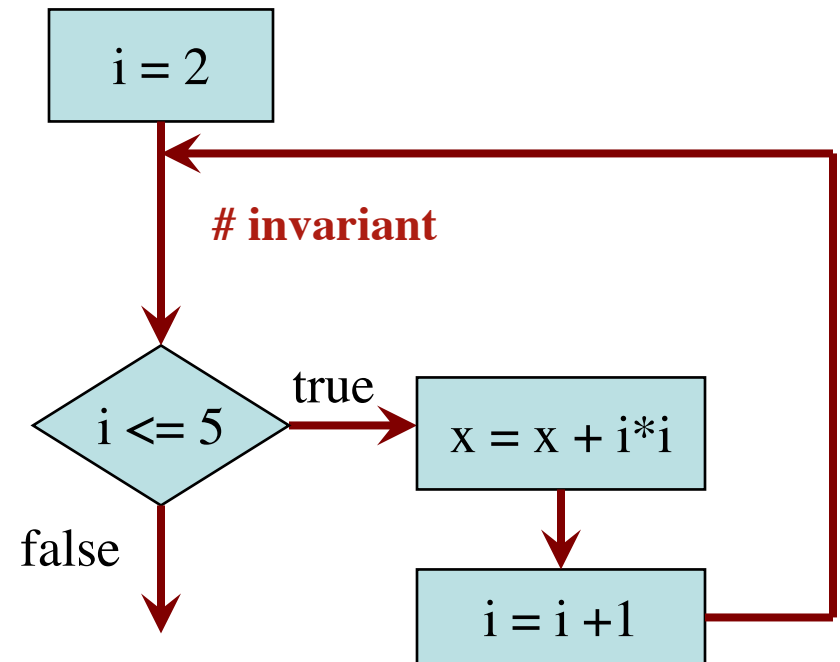 i = 2
# invariant
i <= 5
true
x = x + i*i
false
i = i +1